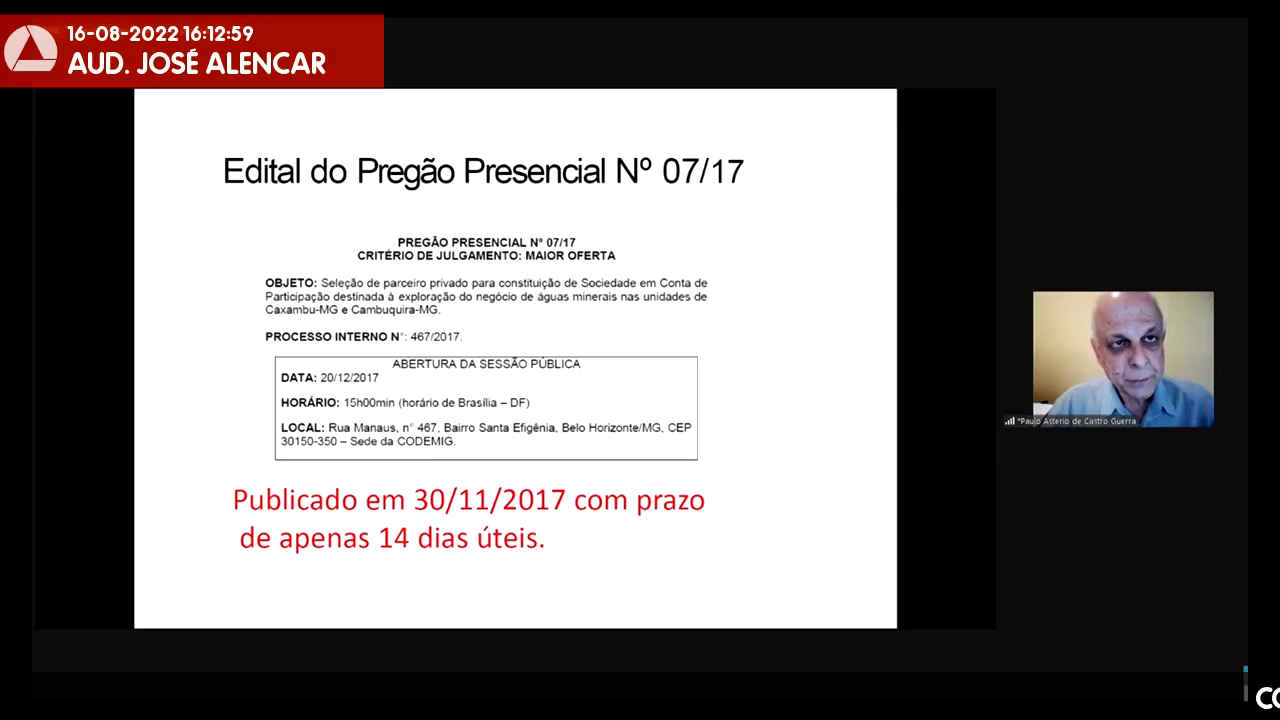 16-08-2022 16:12:59
AUD. JOSÉ ALENCAR
Edital do Pregão Presencial Nº 07/17
PREGÃO PRESENCIAL N° 07/17
CRITÉRIO DE JULGAMENTO: MAIOR OFERTA
OBJETO: Seleção de parceiro privado para constituição de Sociedade em Conta de
Participação destinada à exploração do negócio de águas minerais nas unidades de
Caxambu-MG e Cambuquira-MG.
PROCESSO INTERNO N°: 467/2017.
ABERTURA DA SESSÃO PÚBLICA
DATA: 20/12/2017
HORÁRIO: 15h00min (horário de Brasília – DF)
LOCAL: Rua Manaus, n° 467, Bairro Santa Efigênia, Belo Horizonte/MG, CEP
30150-350 – Sede da CODEMIG.
Publicado em 30/11/2017 com prazo
de apenas 14 dias úteis.
*Paulo Asterio de Castro Guerra